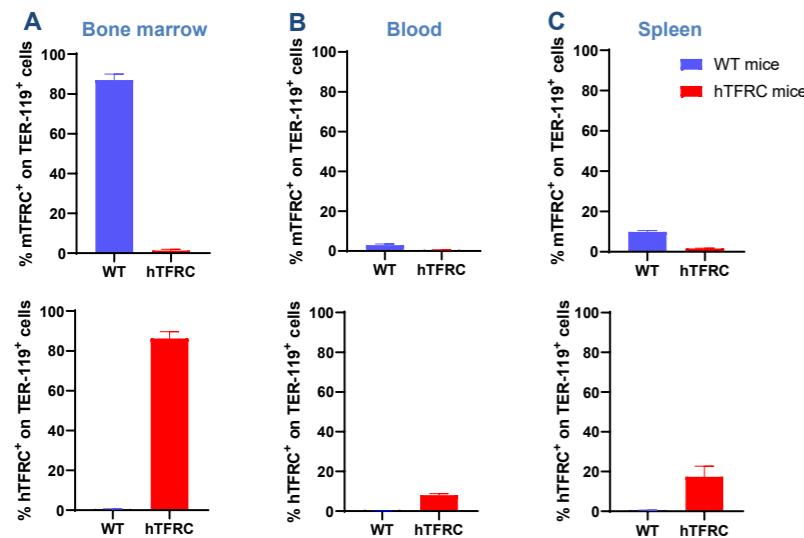 A Bone marrow
% mTFRC⁺ on TER-119⁺ cells
100
80
60
40
20
0
WT hTFRC
B Blood
% mTFRC⁺ on TER-119⁺ cells
100
80
60
40
20
0
WT hTFRC
C Spleen
% mTFRC⁺ on TER-119⁺ cells
100
80
60
40
20
0
WT hTFRC
WT mice
hTFRC mice
% hTFRC⁺ on TER-119⁺ cells
100
80
60
40
20
0
WT hTFRC
% hTFRC⁺ on TER-119⁺ cells
100
80
60
40
20
0
WT hTFRC
% hTFRC⁺ on TER-119⁺ cells
100
80
60
40
20
0
WT hTFRC